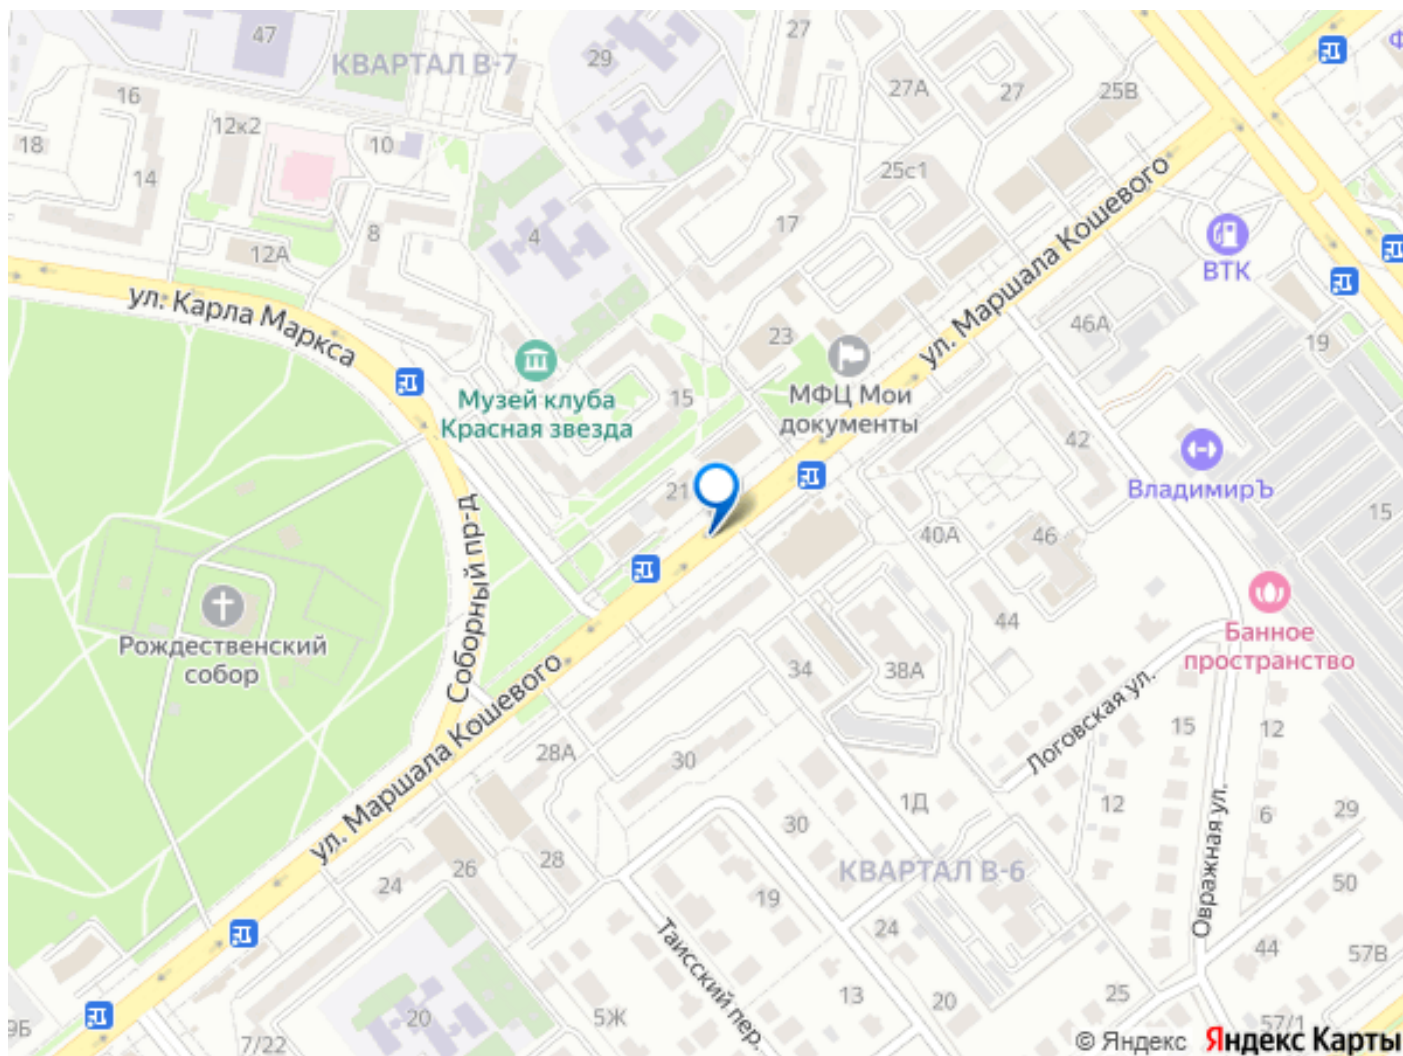 47
КВАРТАЛ В-7
29
27
Ф
16
12к2
10
18
14
27А
27
25В
25с1
8
4
17
12А
ул. Карла Маркса
ул. Маршала Кошевого
ВТК
46А
19
23
МФЦ Мои
документы
Музей клуба
Красная звезда
15
42
ВладимирЪ
15
21
40А
46
Соборный пр-д
Рождественский
собор
44
Банное
пространство
34
38А
Логовская ул.
15
12
ул. Маршала Кошевого
28А
30
1Д
12
6
29
30
Овражная ул.
24
26
28
КВАРТАЛ В-6
50
19
24
44
57В
Таисский пер.
13
20
25
9Б
7/22
20
5Ж
57/1
© Яндекс Яндекс Карты